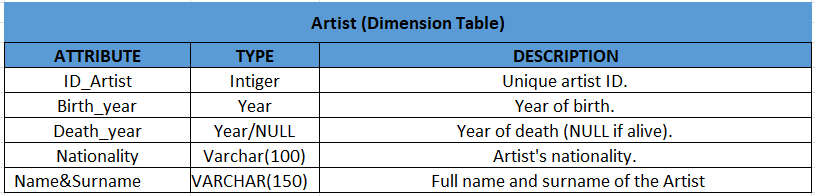 Artist (Dimension Table)
ATTRIBUTE TYPE DESCRIPTION
ID_Artist Intiger Unique artist ID.
Birth_year Year Year of birth.
Death_year Year/NULL Year of death (NULL if alive).
Nationality Varchar(100) Artist's nationality.
Name&Surname VARCHAR(150) Full name and surname of the Artist